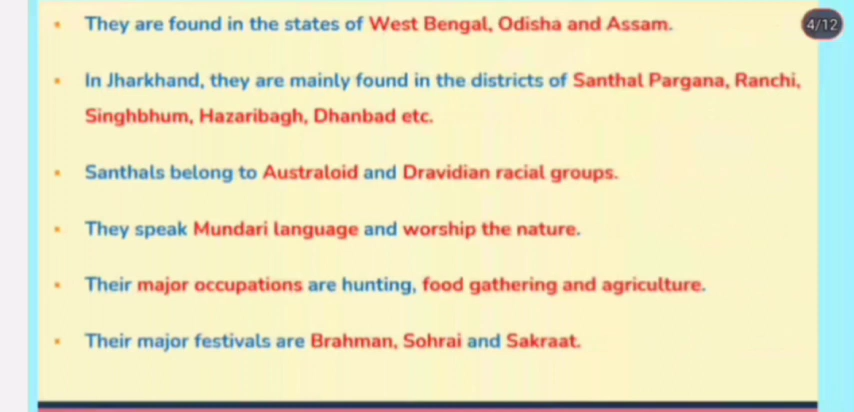 • They are found in the states of West Bengal, Odisha and Assam.
4/12
• In Jharkhand, they are mainly found in the districts of Santhal Pargana, Ranchi,
Singhbhum, Hazaribagh, Dhanbad etc.
• Santhals belong to Australoid and Dravidian racial groups.
• They speak Mundari language and worship the nature.
• Their major occupations are hunting, food gathering and agriculture.
• Their major festivals are Brahman, Sohrai and Sakraat.